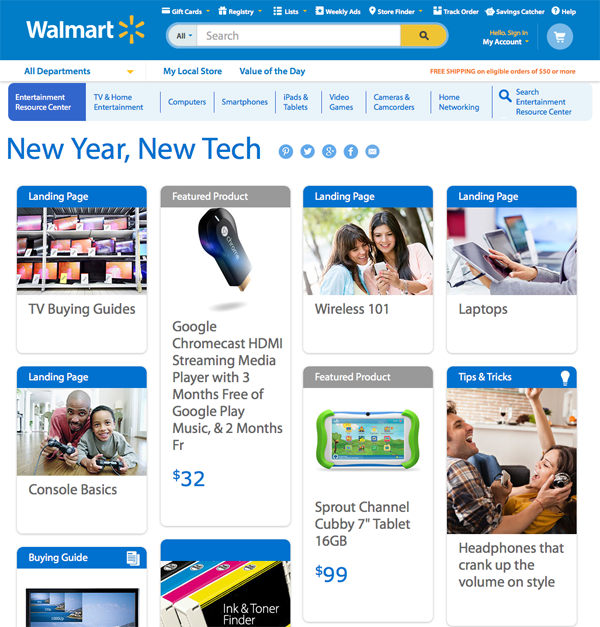 Walmart
Gift Cards
Registry
Lists
Weekly Ads
Store Finder
Track Order
Savings Catcher
Help
All
Search
Hello. Sign In
My Account
All Departments
My Local Store
Value of the Day
FREE SHIPPING on eligible orders of $50 or more
Entertainment
Resource Center
TV & Home
Entertainment
Computers
Smartphones
iPads &
Tablets
Video
Games
Cameras &
Camcorders
Home
Networking
Search
Entertainment
Resource Center
New Year, New Tech
Landing Page
TV Buying Guides
Featured Product
chrome
Google
Chromecast HDMI
Streaming Media
Player with 3
Months Free of
Google Play
Music, & 2 Months
Fr
$32
Landing Page
Wireless 101
Landing Page
Laptops
Landing Page
Console Basics
Featured Product
Sprout Channel
Cubby 7" Tablet
16GB
$99
Tips & Tricks
Headphones that
crank up the
volume on style
Buying Guide
Ink & Toner
Finder